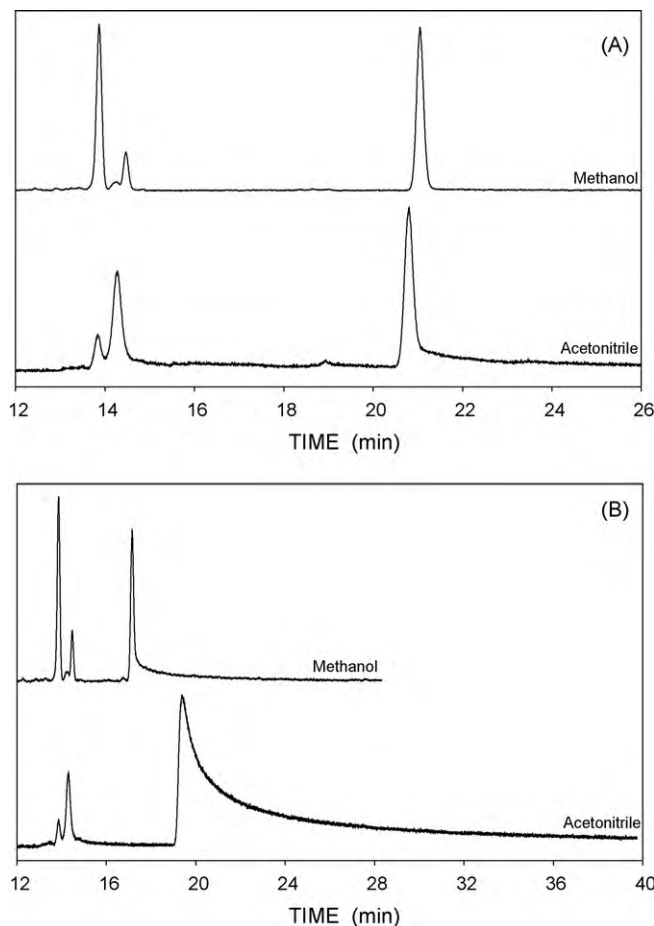 (A)
Methanol
Acetonitrile
12 14 16 18 20 22 24 26
TIME (min)
(B)
Methanol
Acetonitrile
12 16 20 24 28 32 36 40
TIME (min)